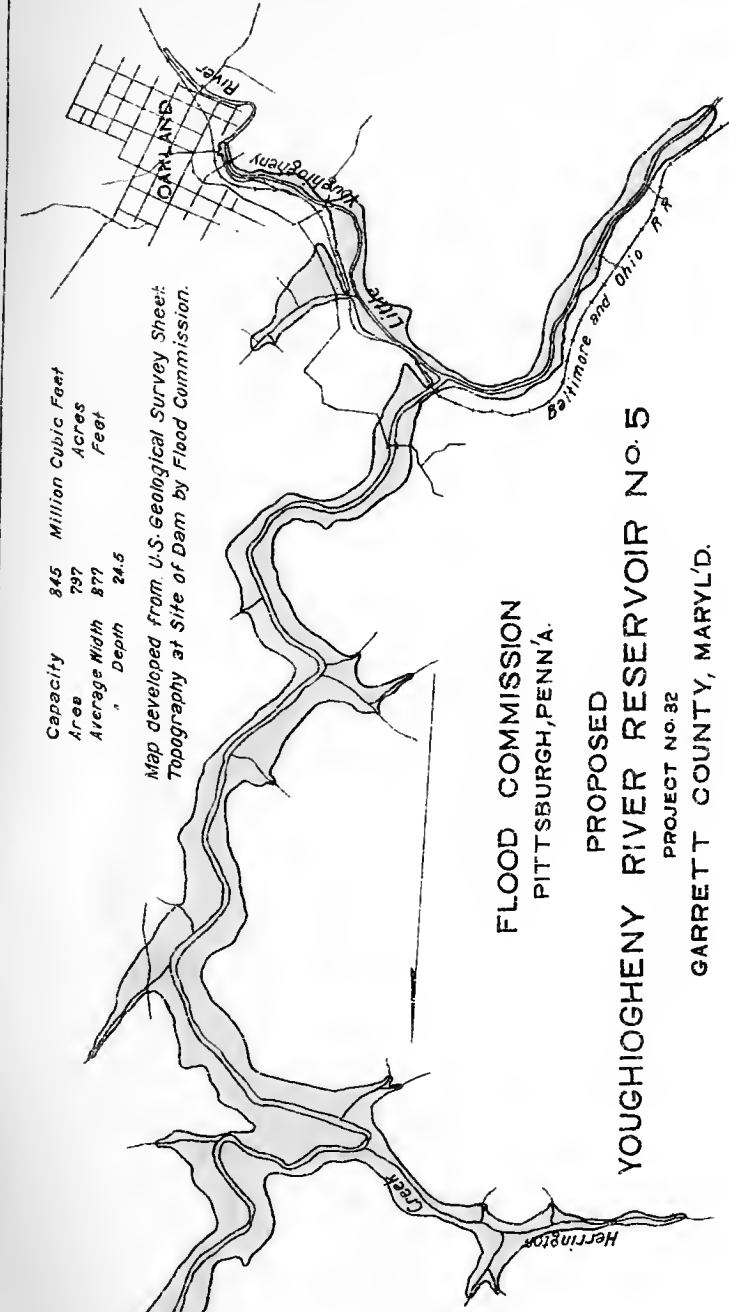 Capacity 845 Million Cubic Feet
Area 797 Acres
Average Width 877 Feet
" Depth 24.5
Map developed from U.S. Geological Survey Sheet.
Topography at Site of Dam by Flood Commission.
OAKLAND
Little Youghiogheny River
Baltimore and Ohio R R
Herrington Creek
FLOOD COMMISSION
PITTSBURGH, PENN'A.
PROPOSED
YOUGHIOGHENY RIVER RESERVOIR NO. 5
PROJECT NO. 32
GARRETT COUNTY, MARYL'D.